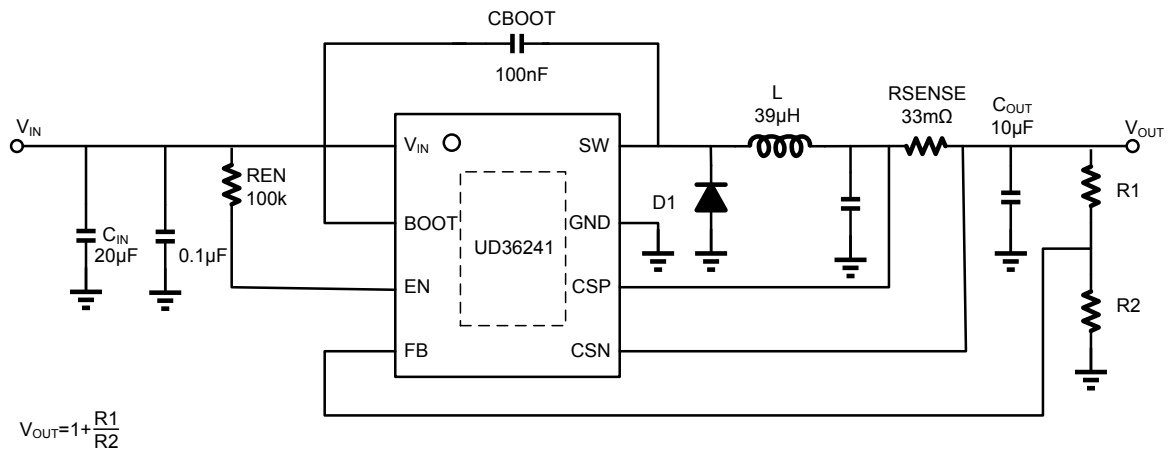 CBOOT
100nF
L
39µH
RSENSE
33mΩ
C_OUT
10µF
V_IN
V_OUT
V_IN
SW
REN
100k
D1
R1
C_IN
20µF
0.1µF
BOOT
GND
UD36241
EN
CSP
R2
FB
CSN
V_OUT=1+R1/R2